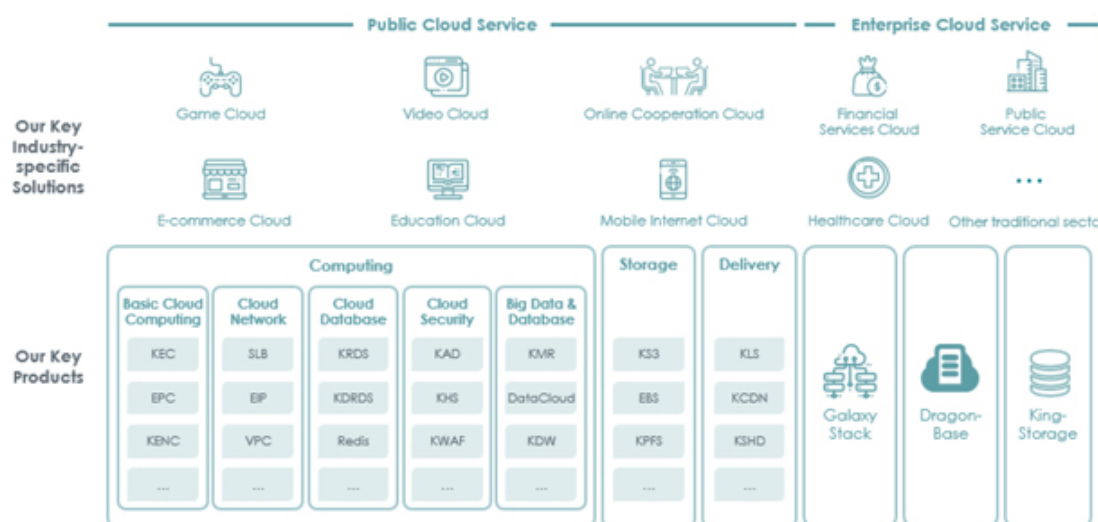 Public Cloud Service
Enterprise Cloud Service
Our Key
Industry-
specific
Solutions
Game Cloud
Video Cloud
Online Cooperation Cloud
Financial
Services Cloud
Public
Service Cloud
E-commerce Cloud
Education Cloud
Mobile Internet Cloud
Healthcare Cloud
...
Other traditional secto
Our Key
Products
Computing
Basic Cloud
Computing
KEC
EPC
KENC
...
Cloud
Network
SLB
EIP
VPC
...
Cloud
Database
KRDS
KDRDS
Redis
...
Cloud
Security
KAD
KHS
KWAF
...
Big Data &
Database
KMR
DataCloud
KDW
...
Storage
KS3
EBS
KPFS
...
Delivery
KLS
KCDN
KSHD
...
Galaxy
Stack
Dragon-
Base
King-
Storage